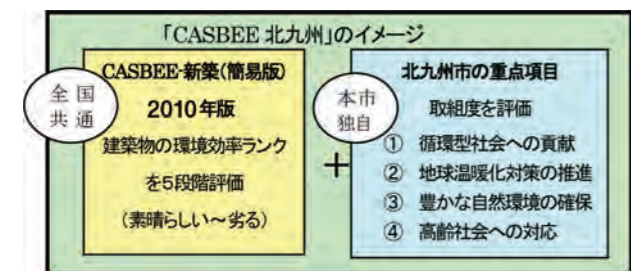 「CASBEE 北九州」のイメージ
全国
共通
CASBEE-新築(簡易版)
2010年版
建築物の環境効率ランク
を5段階評価
(素晴らしい～劣る)
+
本市
独自
北九州市の重点項目
取組度を評価
① 循環型社会への貢献
② 地球温暖化対策の推進
③ 豊かな自然環境の確保
④ 高齢社会への対応